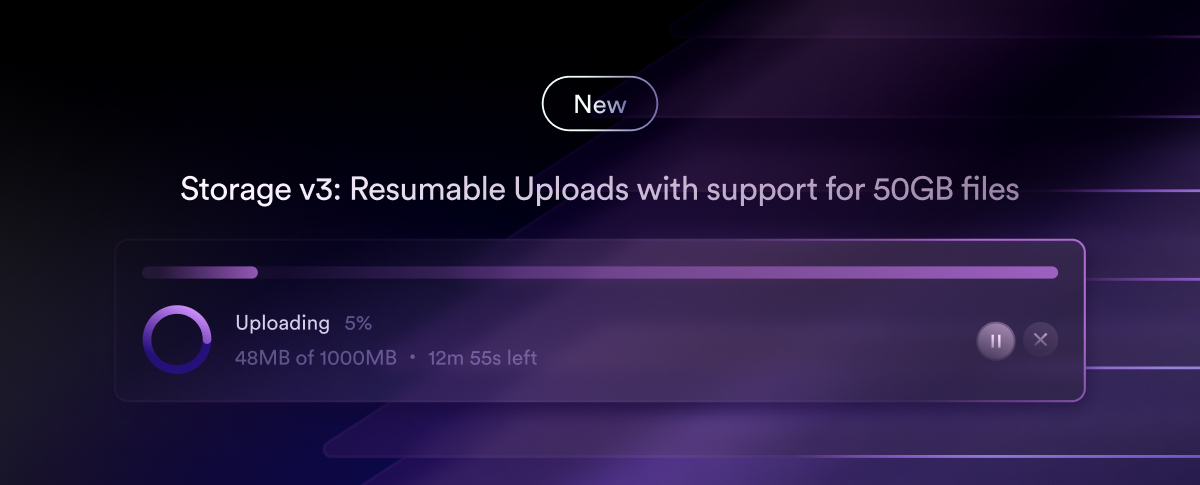 New
Storage v3: Resumable Uploads with support for 50GB files
Uploading 5%
48MB of 1000MB • 12m 55s left